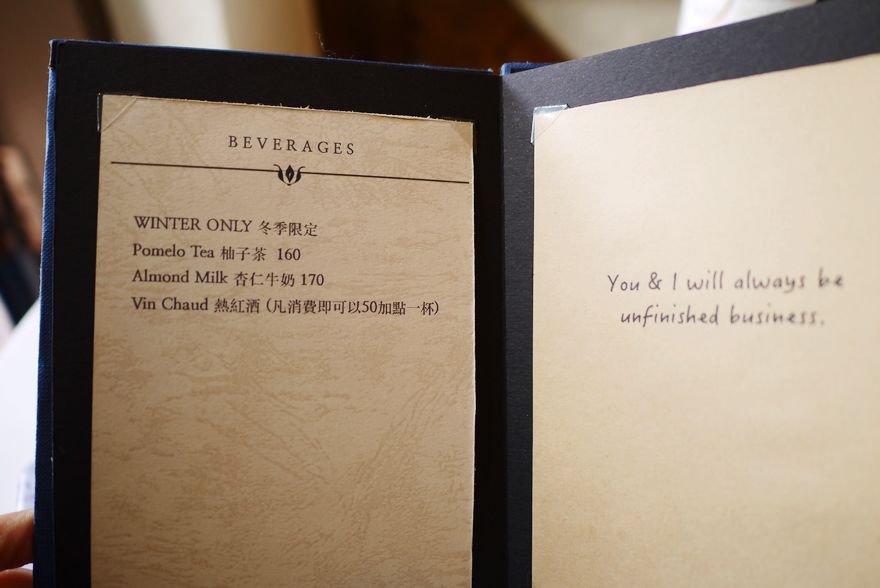 BEVERAGES
WINTER ONLY 冬季限定
Pomelo Tea 柚子茶 160
Almond Milk 杏仁牛奶 170
Vin Chaud 熱紅酒 (凡消費即可以50加點一杯)
You & I will always be
unfinished business.